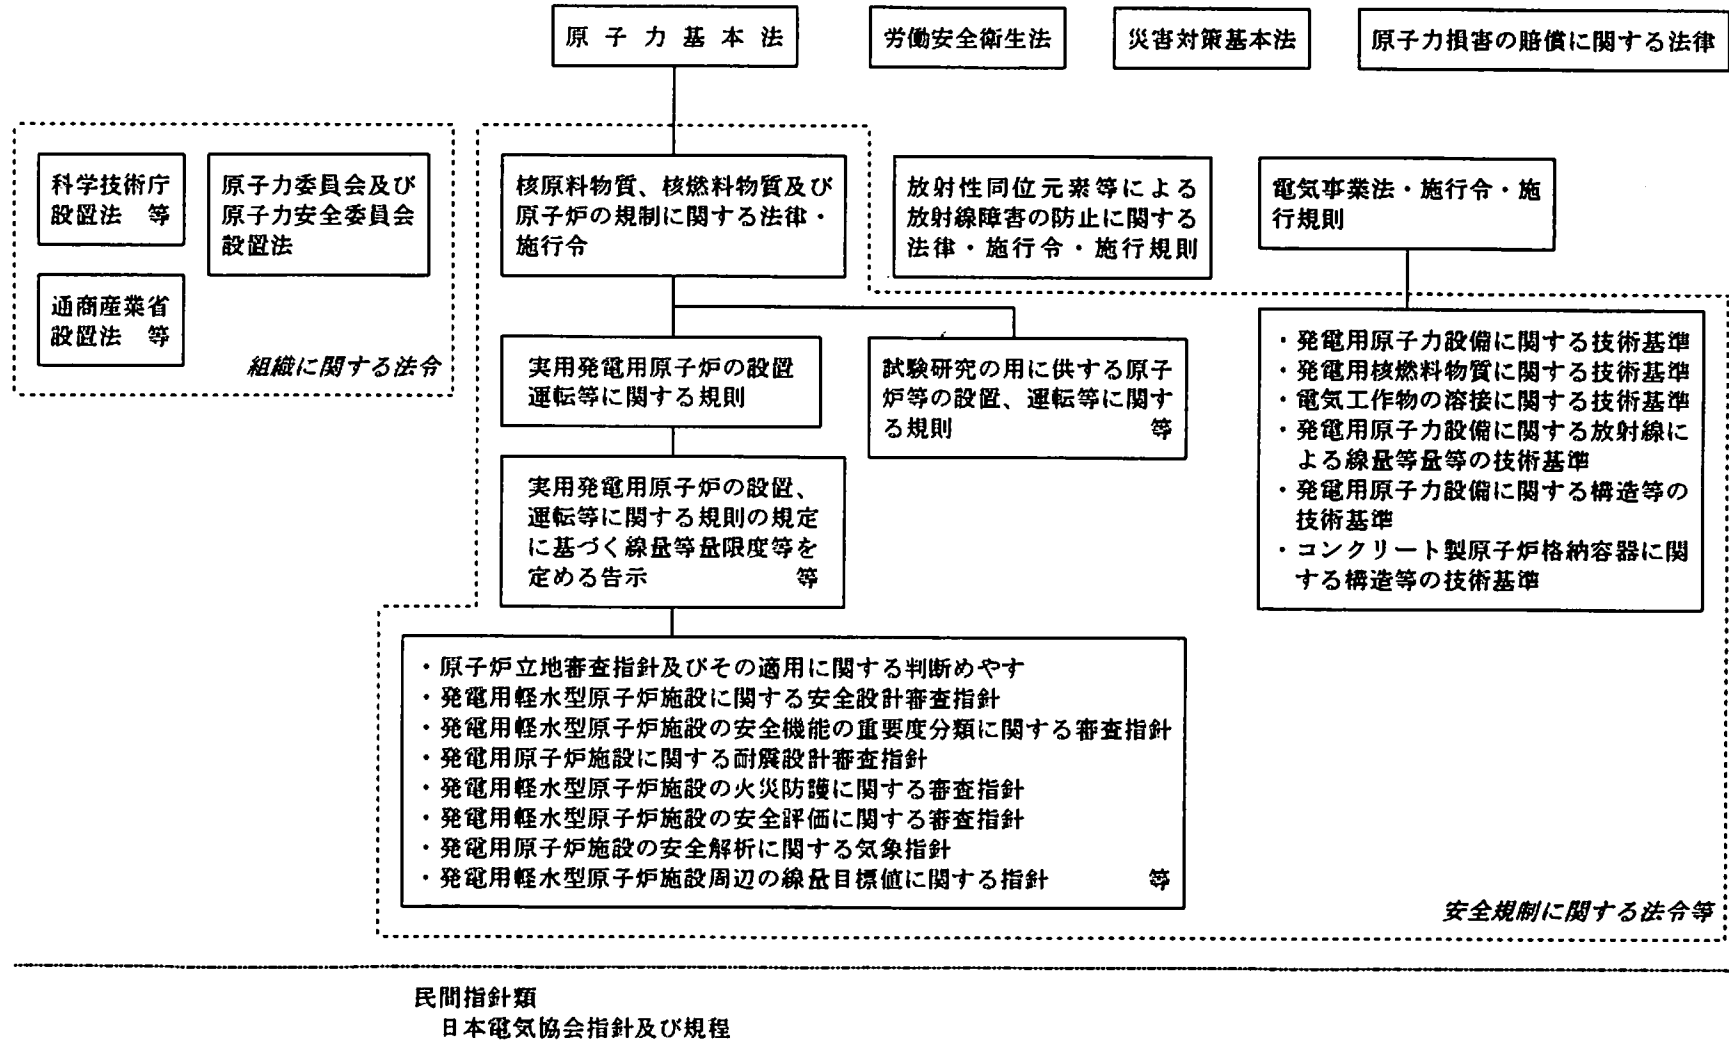 原子力基本法
労働安全衛生法
災害対策基本法
原子力損害の賠償に関する法律
科学技術庁
設置法 等
原子力委員会及び
原子力安全委員会
設置法
通商産業省
設置法 等
組織に関する法令
核原料物質、核燃料物質及び
原子炉の規制に関する法律・
施行令
放射性同位元素等による
放射線障害の防止に関する
法律・施行令・施行規則
電気事業法・施行令・施
行規則
実用発電用原子炉の設置
運転等に関する規則
試験研究の用に供する原子
炉等の設置、運転等に関す
る規則 等
・発電用原子力設備に関する技術基準
・発電用核燃料物質に関する技術基準
・電気工作物の溶接に関する技術基準
・発電用原子力設備に関する放射線に
よる線量等量等の技術基準
・発電用原子力設備に関する構造等の
技術基準
・コンクリート製原子炉格納容器に関
する構造等の技術基準
実用発電用原子炉の設置、
運転等に関する規則の規定
に基づく線量等量限度等を
定める告示 等
・原子炉立地審査指針及びその適用に関する判断めやす
・発電用軽水型原子炉施設に関する安全設計審査指針
・発電用軽水型原子炉施設の安全機能の重要度分類に関する審査指針
・発電用原子炉施設に関する耐震設計審査指針
・発電用軽水型原子炉施設の火災防護に関する審査指針
・発電用軽水型原子炉施設の安全評価に関する審査指針
・発電用原子炉施設の安全解析に関する気象指針
・発電用軽水型原子炉施設周辺の線量目標値に関する指針 等
安全規制に関する法令等
民間指針類
日本電気協会指針及び規程